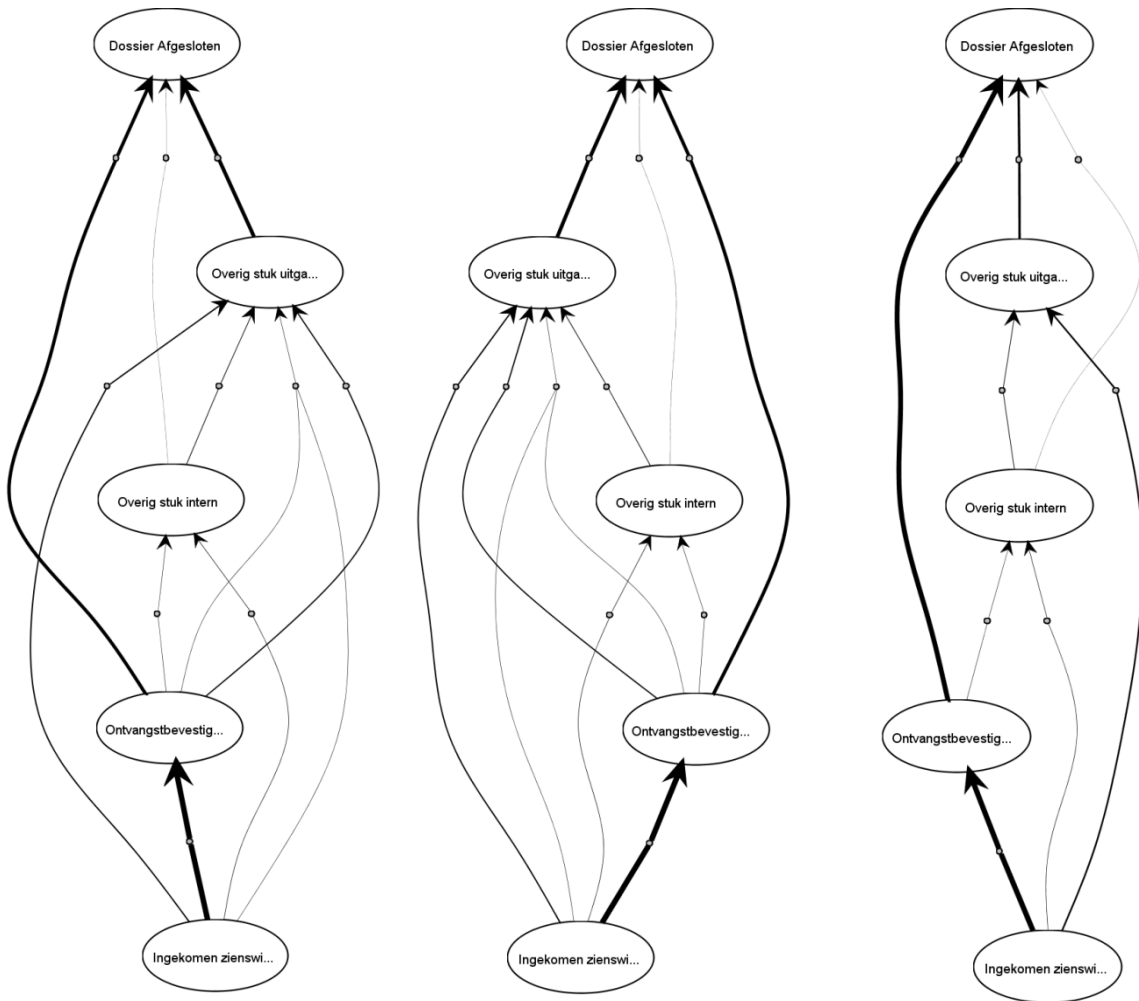 Dossier Afgesloten
Overig stuk uitga...
Overig stuk intern
Ontvangstbevestig...
Ingekomen zienswi...
Dossier Afgesloten
Overig stuk uitga...
Overig stuk intern
Ontvangstbevestig...
Ingekomen zienswi...
Dossier Afgesloten
Overig stuk uitga...
Overig stuk intern
Ontvangstbevestig...
Ingekomen zienswi...